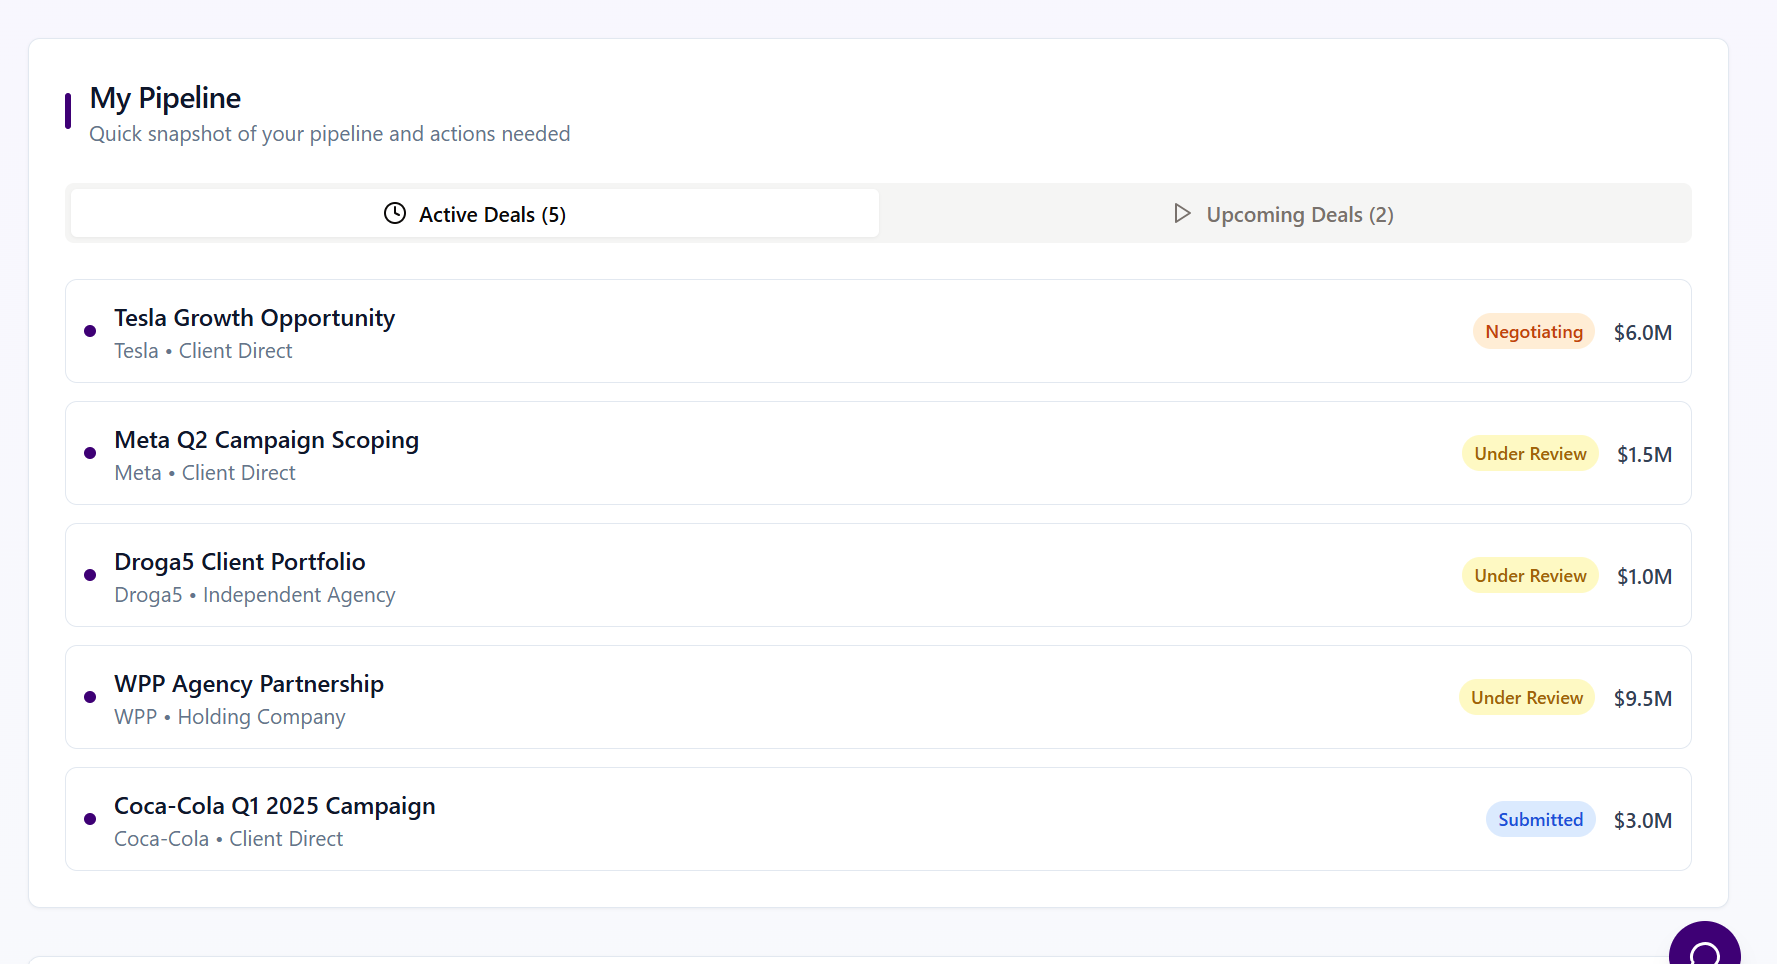 My Pipeline
Quick snapshot of your pipeline and actions needed
Active Deals (5)
Upcoming Deals (2)
Tesla Growth Opportunity
Tesla • Client Direct
Negotiating $6.0M
Meta Q2 Campaign Scoping
Meta • Client Direct
Under Review $1.5M
Droga5 Client Portfolio
Droga5 • Independent Agency
Under Review $1.0M
WPP Agency Partnership
WPP • Holding Company
Under Review $9.5M
Coca-Cola Q1 2025 Campaign
Coca-Cola • Client Direct
Submitted $3.0M